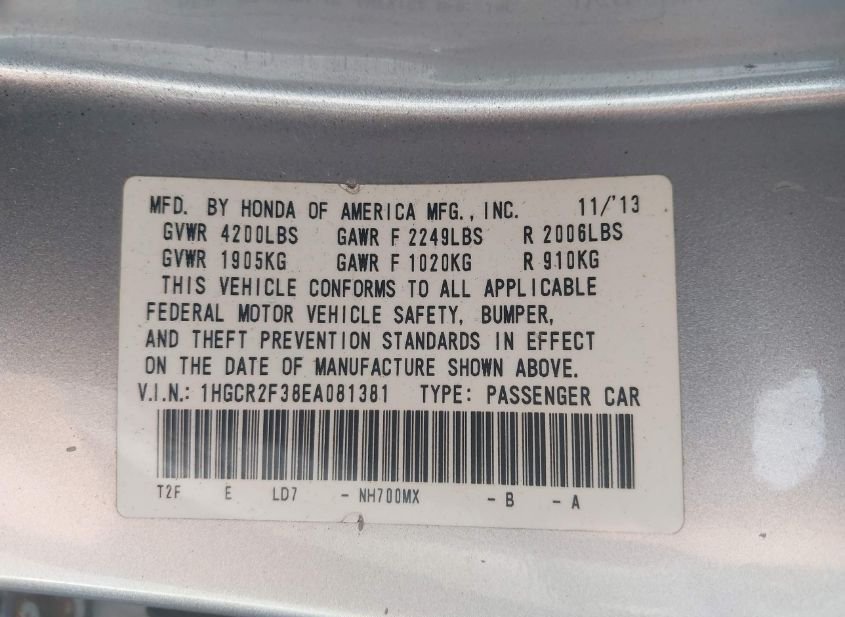 MFD. BY HONDA OF AMERICA MFG., INC. 11/'13
GVWR 4200LBS GAWR F 2249LBS R 2006LBS
GVWR 1905KG GAWR F 1020KG R 910KG
THIS VEHICLE CONFORMS TO ALL APPLICABLE
FEDERAL MOTOR VEHICLE SAFETY, BUMPER,
AND THEFT PREVENTION STANDARDS IN EFFECT
ON THE DATE OF MANUFACTURE SHOWN ABOVE.
V.I.N.: 1HGCR2F38EA081381 TYPE: PASSENGER CAR
T2F E LD7 - NH700MX - B - A